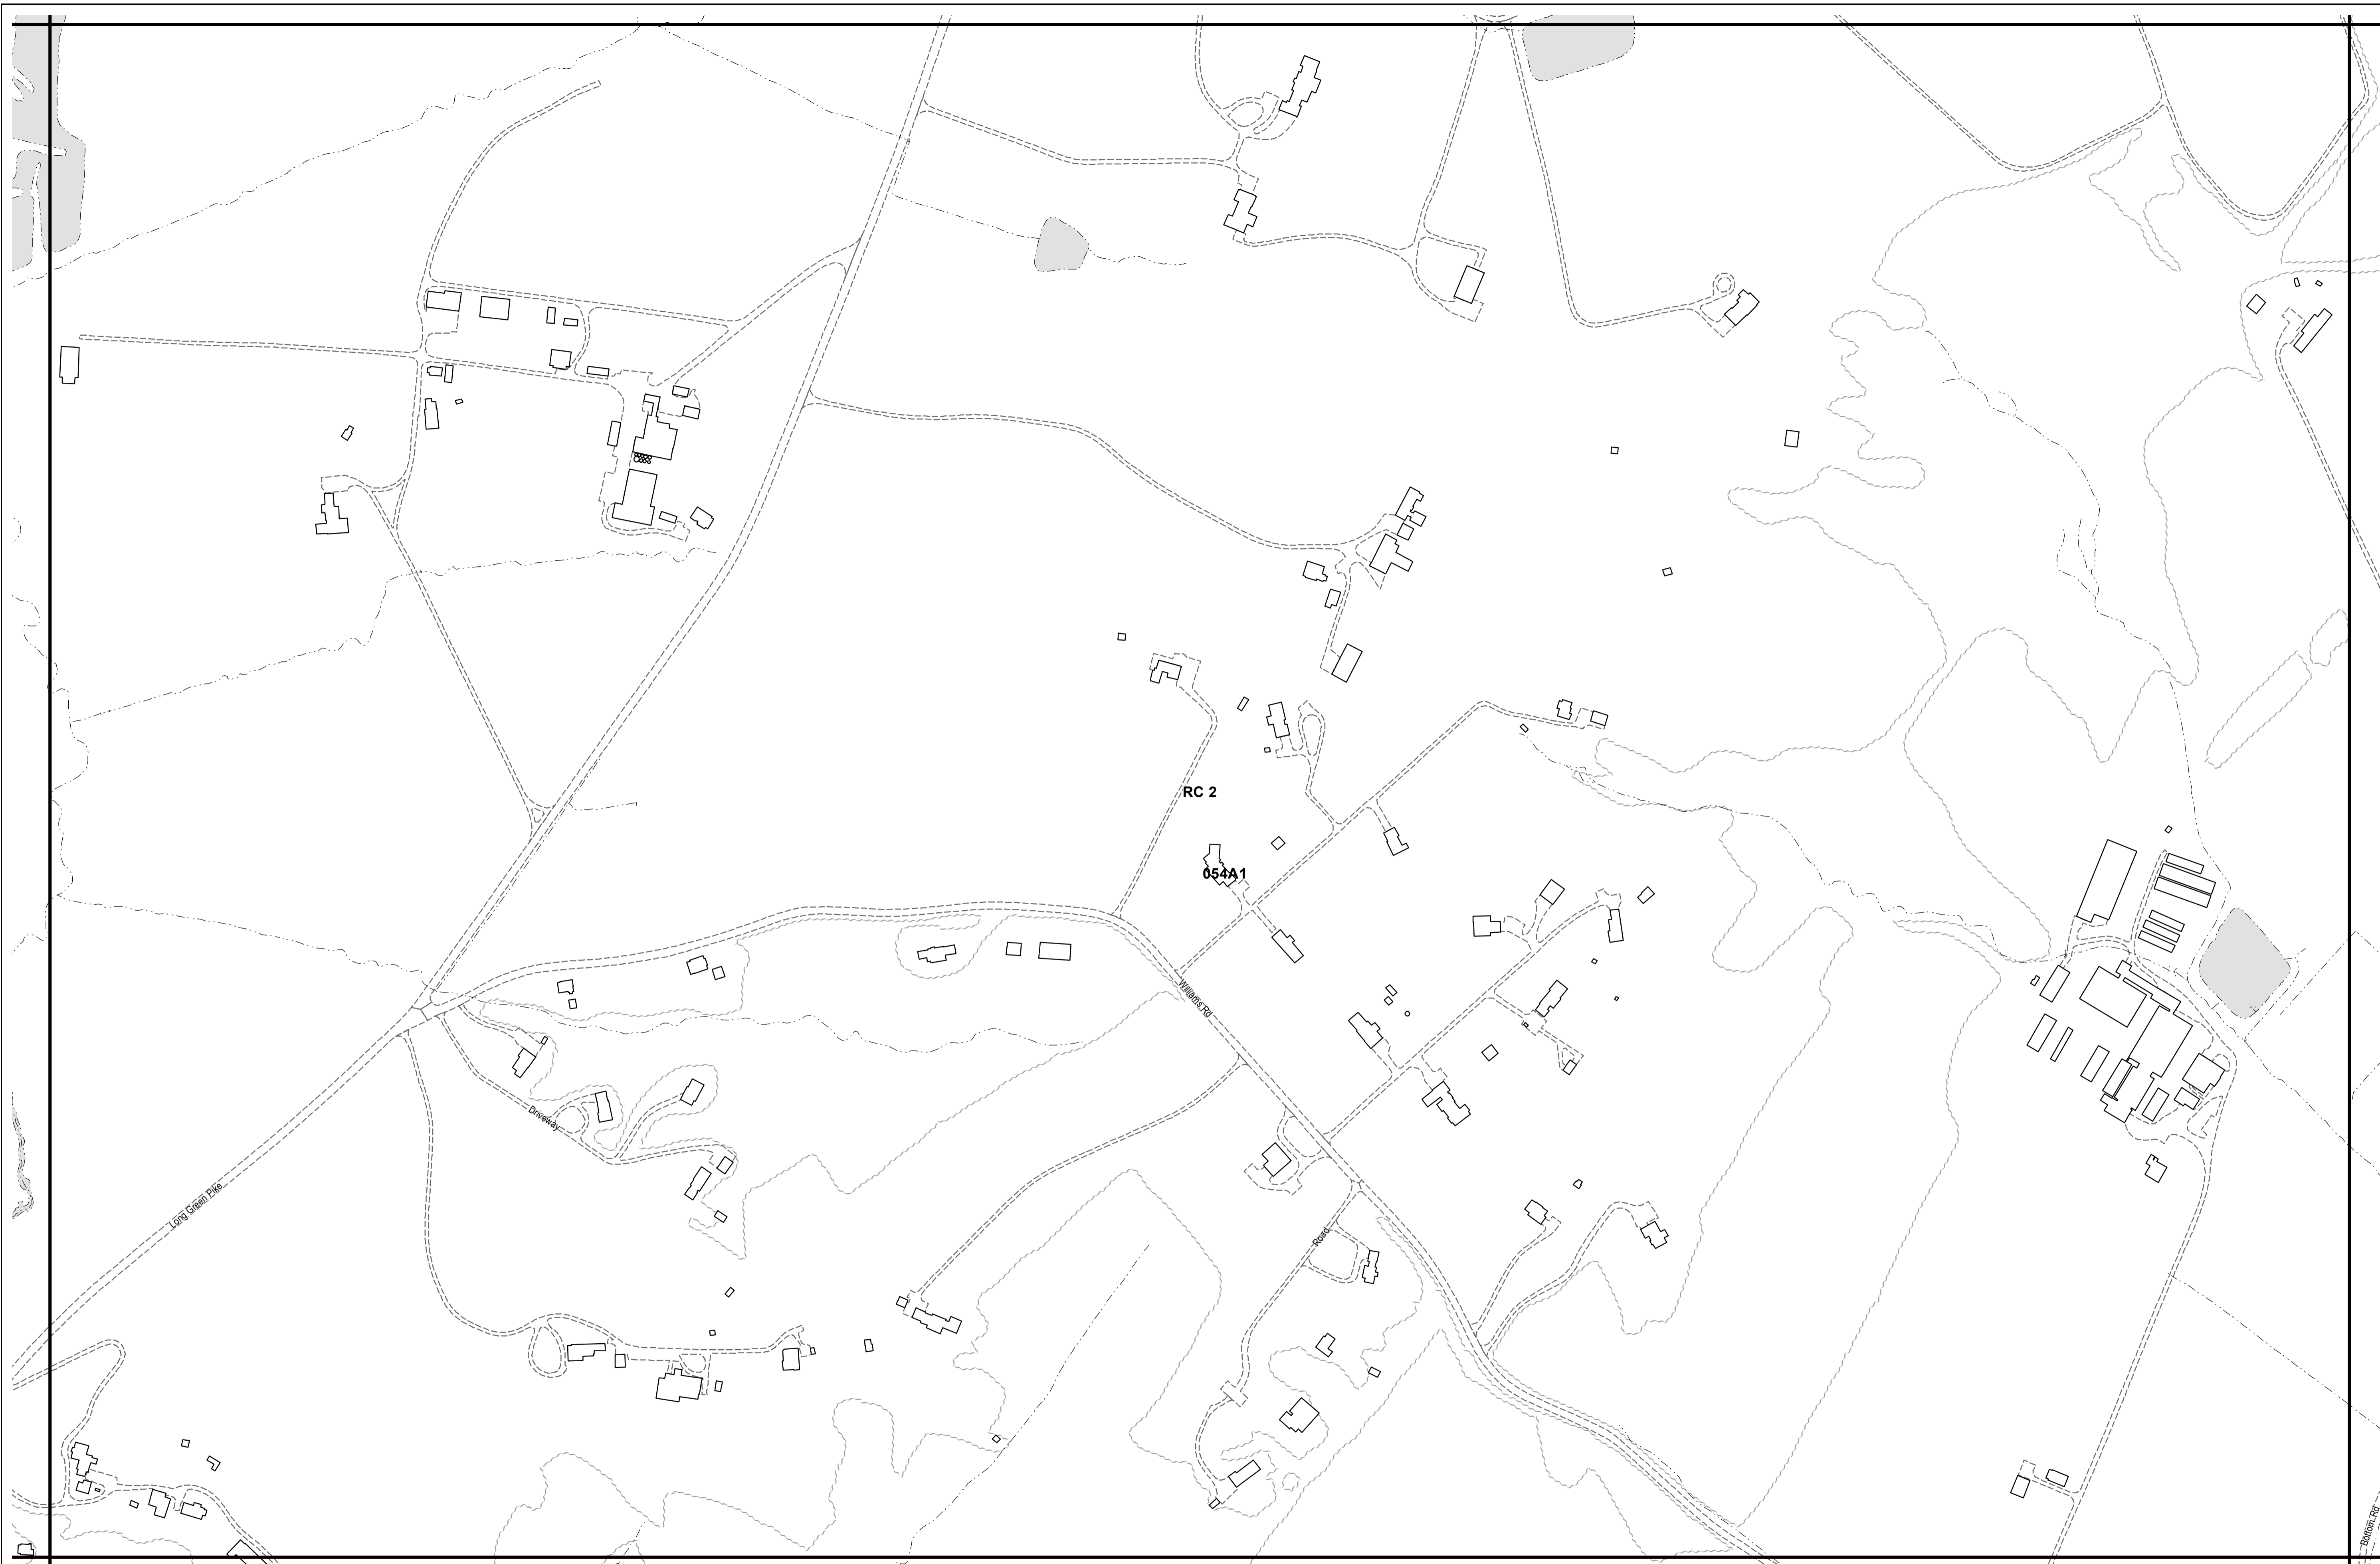 RC 2
054A1
Williams Rd
Driveway
Long Green Pike
Road
Bottom Rd